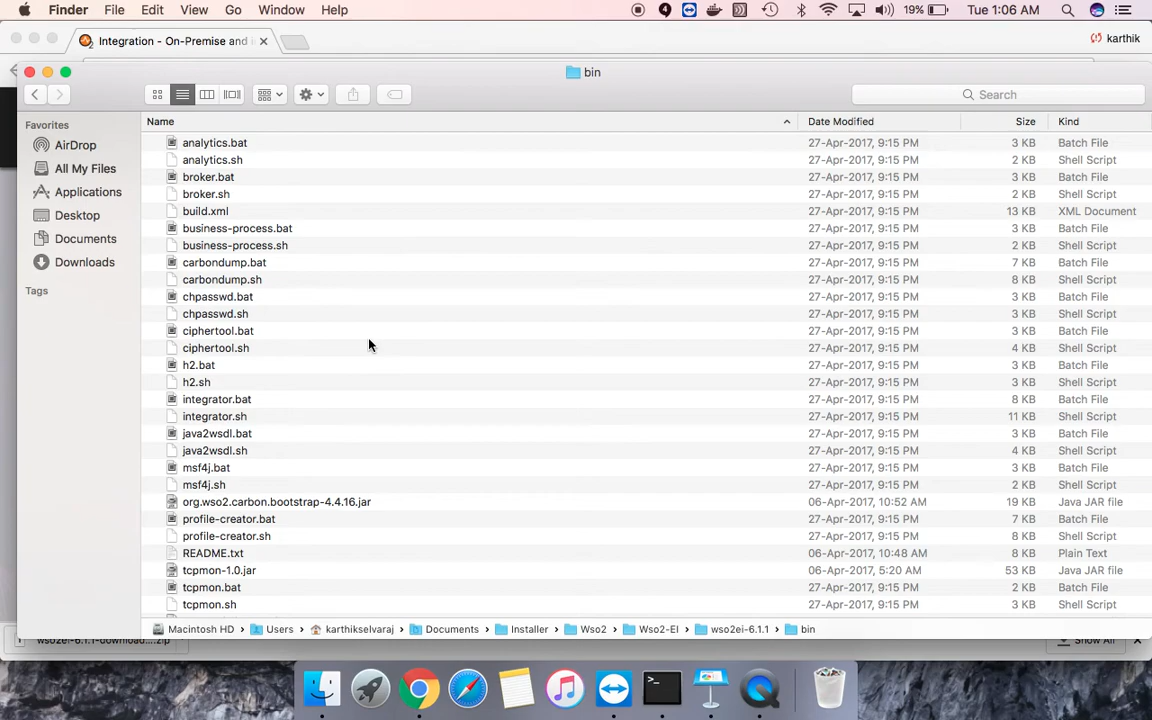 Finder File Edit View Go Window Help 4 19% Tue 1:06 AM
Integration - On-Premise and
karthik
bin
Search
Favorites
AirDrop
All My Files
Applications
Desktop
Documents
Downloads
Tags
Name Date Modified Size Kind
analytics.bat 27-Apr-2017, 9:15 PM 3 KB Batch File
analytics.sh 27-Apr-2017, 9:15 PM 2 KB Shell Script
broker.bat 27-Apr-2017, 9:15 PM 3 KB Batch File
broker.sh 27-Apr-2017, 9:15 PM 2 KB Shell Script
build.xml 27-Apr-2017, 9:15 PM 13 KB XML Document
business-process.bat 27-Apr-2017, 9:15 PM 3 KB Batch File
business-process.sh 27-Apr-2017, 9:15 PM 2 KB Shell Script
carbondump.bat 27-Apr-2017, 9:15 PM 7 KB Batch File
carbondump.sh 27-Apr-2017, 9:15 PM 8 KB Shell Script
chpasswd.bat 27-Apr-2017, 9:15 PM 3 KB Batch File
chpasswd.sh 27-Apr-2017, 9:15 PM 3 KB Shell Script
ciphertool.bat 27-Apr-2017, 9:15 PM 3 KB Batch File
ciphertool.sh 27-Apr-2017, 9:15 PM 4 KB Shell Script
h2.bat 27-Apr-2017, 9:15 PM 3 KB Batch File
h2.sh 27-Apr-2017, 9:15 PM 3 KB Shell Script
integrator.bat 27-Apr-2017, 9:15 PM 8 KB Batch File
integrator.sh 27-Apr-2017, 9:15 PM 11 KB Shell Script
java2wsdl.bat 27-Apr-2017, 9:15 PM 3 KB Batch File
java2wsdl.sh 27-Apr-2017, 9:15 PM 4 KB Shell Script
msf4j.bat 27-Apr-2017, 9:15 PM 3 KB Batch File
msf4j.sh 27-Apr-2017, 9:15 PM 2 KB Shell Script
org.wso2.carbon.bootstrap-4.4.16.jar 06-Apr-2017, 10:52 AM 19 KB Java JAR file
profile-creator.bat 27-Apr-2017, 9:15 PM 7 KB Batch File
profile-creator.sh 27-Apr-2017, 9:15 PM 8 KB Shell Script
README.txt 06-Apr-2017, 10:48 AM 8 KB Plain Text
tcpmon-1.0.jar 06-Apr-2017, 5:20 AM 53 KB Java JAR file
tcpmon.bat 27-Apr-2017, 9:15 PM 2 KB Batch File
tcpmon.sh 27-Apr-2017, 9:15 PM 3 KB Shell Script
Macintosh HD Users karthikselvaraj Documents Installer Wso2 Wso2-EI wso2ei-6.1.1 bin
wso2ei-6.1.1-download....zip Show All